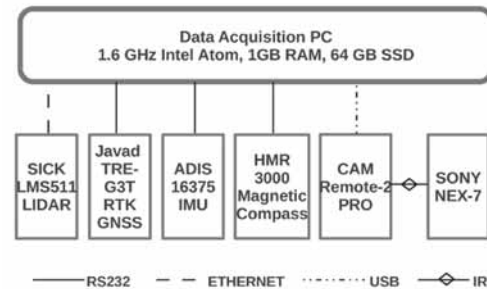 Data Acquisition PC
1.6 GHz Intel Atom, 1GB RAM, 64 GB SSD
SICK
LMS511
LIDAR
Javad
TRE-
G3T
RTK
GNSS
ADIS
16375
IMU
HMR
3000
Magnetic
Compass
CAM
Remote-2
PRO
SONY
NEX-7
RS232
ETHERNET
USB
IR